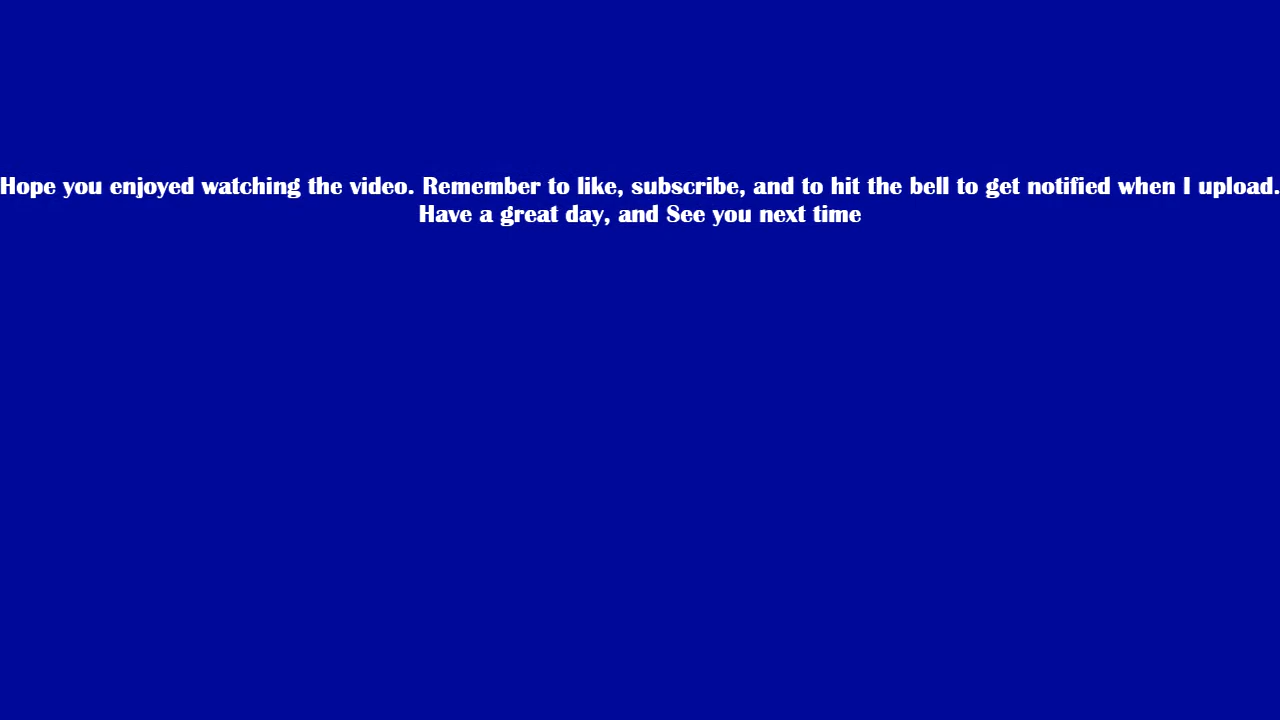 Hope you enjoyed watching the video. Remember to like, subscribe, and to hit the bell to get notified when I upload.
Have a great day, and See you next time